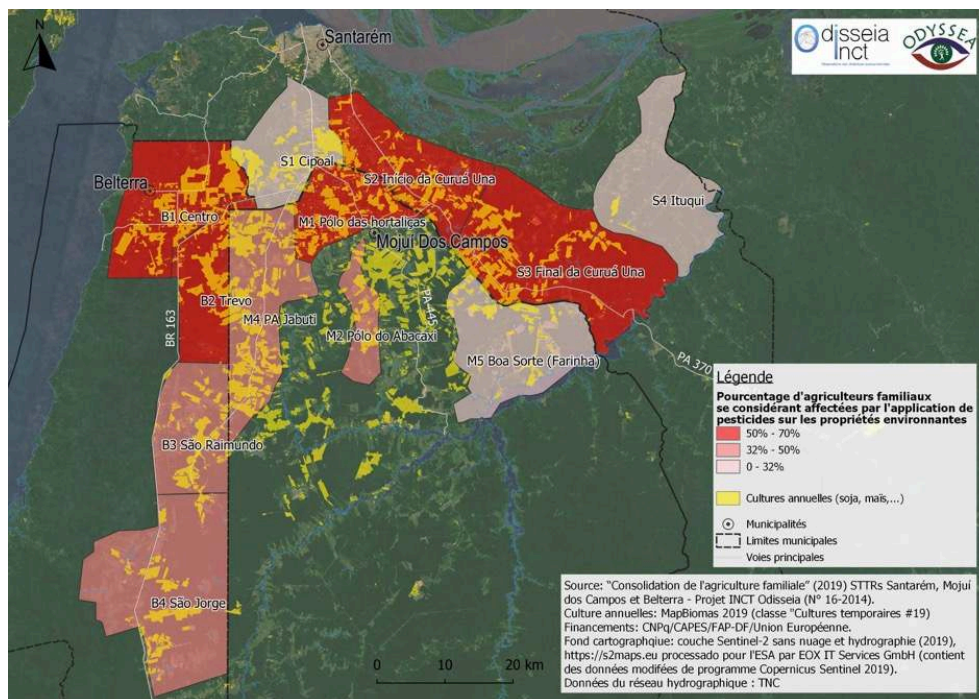 N
Santarém
Odisseia
Inct
ODYSSEA
S1 Cipoal
S2 Início da Curuá Una
S4 Ituqui
Belterra
B1 Centro
M1 Pólo das hortaliças
Mojuí Dos Campos
S3 Final da Curuá Una
B2 Trevo
M4 PA Jabuti
PA-445
BR 163
M2 Pólo do Abacaxi
M5 Boa Sorte (Farinha)
PA 370
B3 São Raimundo
B4 São Jorge
0 10 20 km
Légende
Pourcentage d'agriculteurs familiaux
se considérant affectées par l'application de
pesticides sur les propriétés environnantes
50% - 70%
32% - 50%
0 - 32%
Cultures annuelles (soja, maïs,...)
Municipalités
Limites municipales
Voies principales
Source: "Consolidation de l'agriculture familiale" (2019) STTRs Santarém, Mojuí
dos Campos et Belterra - Projet INCT Odisseia (N° 16-2014).
Culture annuelles: MapBiomas 2019 (classe "Cultures temporaires #19)
Financements: CNPq/CAPES/FAP-DF/Union Européenne.
Fond cartographique: couche Sentinel-2 sans nuage et hydrographie (2019),
https://s2maps.eu processado pour l'ESA par EOX IT Services GmbH (contient
des données modifées de programme Copernicus Sentinel 2019).
Données du réseau hydrographique : TNC